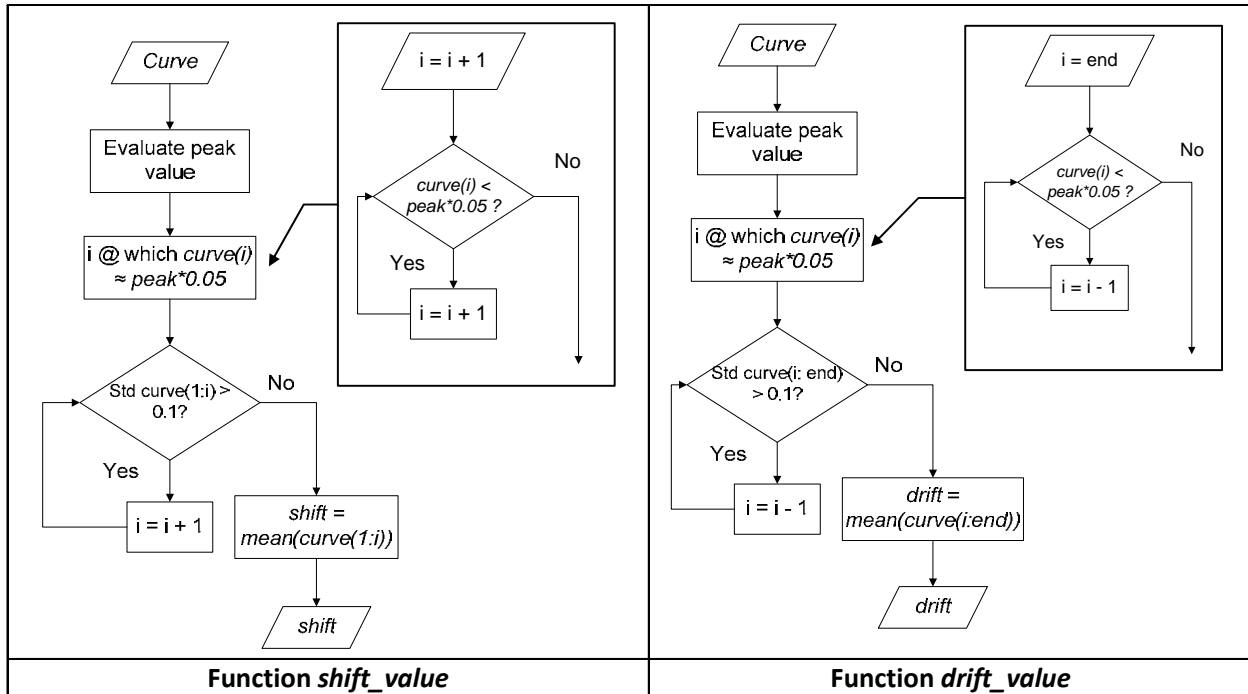 Curve
Evaluate peak
value
i @ which curve(i)
≈ peak*0.05
Std curve(1:i) >
0.1?
No
Yes
i = i + 1
shift =
mean(curve(1:i))
shift
i = i + 1
curve(i) <
peak*0.05 ?
No
Yes
i = i + 1
Function shift_value
Curve
Evaluate peak
value
i @ which curve(i)
≈ peak*0.05
Std curve(i: end)
> 0.1?
No
Yes
i = i - 1
drift =
mean(curve(i:end))
drift
i = end
curve(i) <
peak*0.05 ?
No
Yes
i = i - 1
Function drift_value